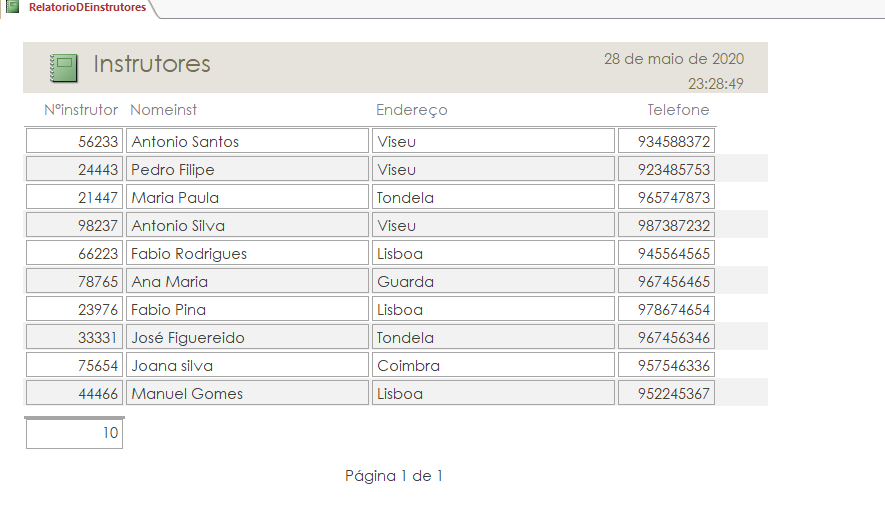 RelatorioDEinstrutores
Instrutores
28 de maio de 2020
23:28:49
Nºinstrutor Nomeinst Endereço Telefone
56233 Antonio Santos Viseu 934588372
24443 Pedro Filipe Viseu 923485753
21447 Maria Paula Tondela 965747873
98237 Antonio Silva Viseu 987387232
66223 Fabio Rodrigues Lisboa 945564565
78765 Ana Maria Guarda 967456465
23976 Fabio Pina Lisboa 978674654
33331 José Figuereido Tondela 967456346
75654 Joana silva Coimbra 957546336
44466 Manuel Gomes Lisboa 952245367
10
Página 1 de 1